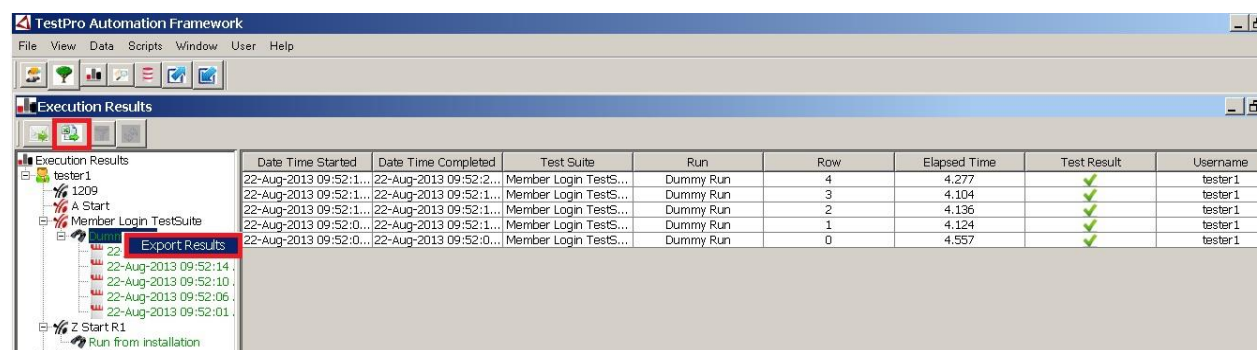 TestPro Automation Framework
File View Data Scripts Window User Help
Execution Results
Execution Results
tester1
1209
A Start
Member Login TestSuite
Export Results
22-
22-Aug-2013 09:52:14 .
22-Aug-2013 09:52:10 .
22-Aug-2013 09:52:06 .
22-Aug-2013 09:52:01 .
Z Start R1
Run from installation
Date Time Started Date Time Completed Test Suite Run Row Elapsed Time Test Result Username
22-Aug-2013 09:52:1... 22-Aug-2013 09:52:2... Member Login TestS... Dummy Run 4 4.277 tester1
22-Aug-2013 09:52:1... 22-Aug-2013 09:52:1... Member Login TestS... Dummy Run 3 4.104 tester1
22-Aug-2013 09:52:1... 22-Aug-2013 09:52:1... Member Login TestS... Dummy Run 2 4.136 tester1
22-Aug-2013 09:52:0... 22-Aug-2013 09:52:1... Member Login TestS... Dummy Run 1 4.124 tester1
22-Aug-2013 09:52:0... 22-Aug-2013 09:52:0... Member Login TestS... Dummy Run 0 4.557 tester1